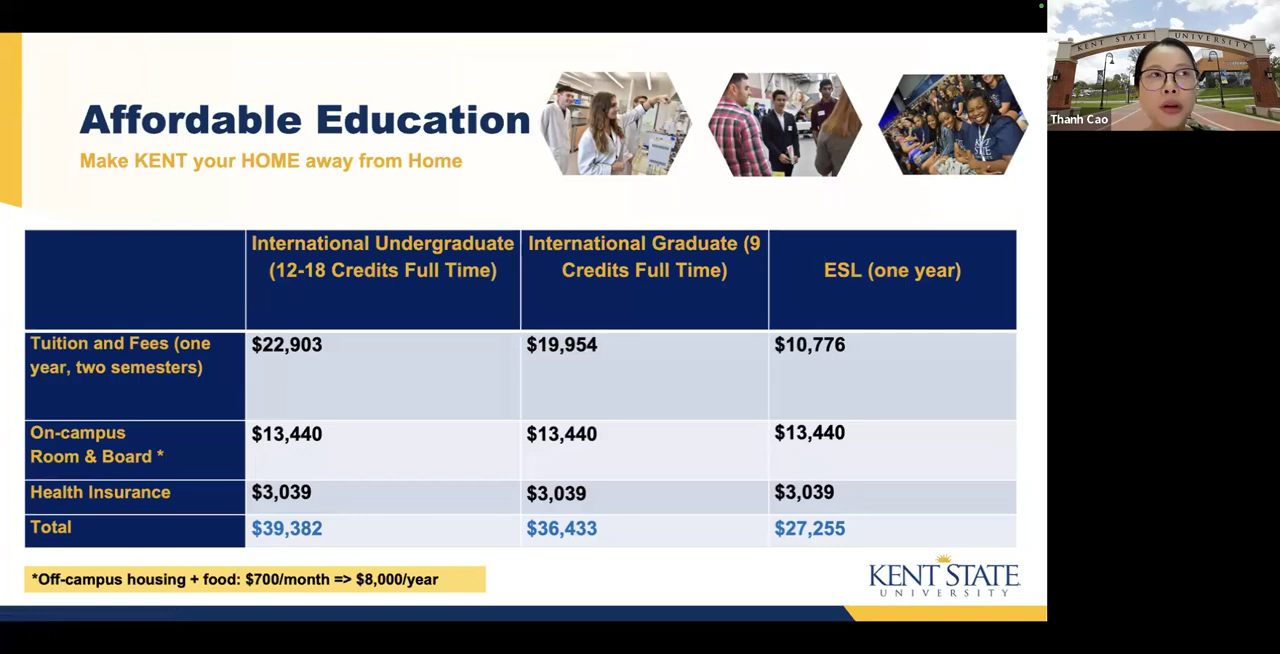 KENT STATE UNIVERSITY
Thanh Cao
Affordable Education
Make KENT your HOME away from Home
International Undergraduate
(12-18 Credits Full Time)
International Graduate (9
Credits Full Time)
ESL (one year)
Tuition and Fees (one
year, two semesters)
$22,903
$19,954
$10,776
On-campus
Room & Board *
$13,440
$13,440
$13,440
Health Insurance
$3,039
$3,039
$3,039
Total
$39,382
$36,433
$27,255
*Off-campus housing + food: $700/month => $8,000/year
KENT STATE
UNIVERSITY